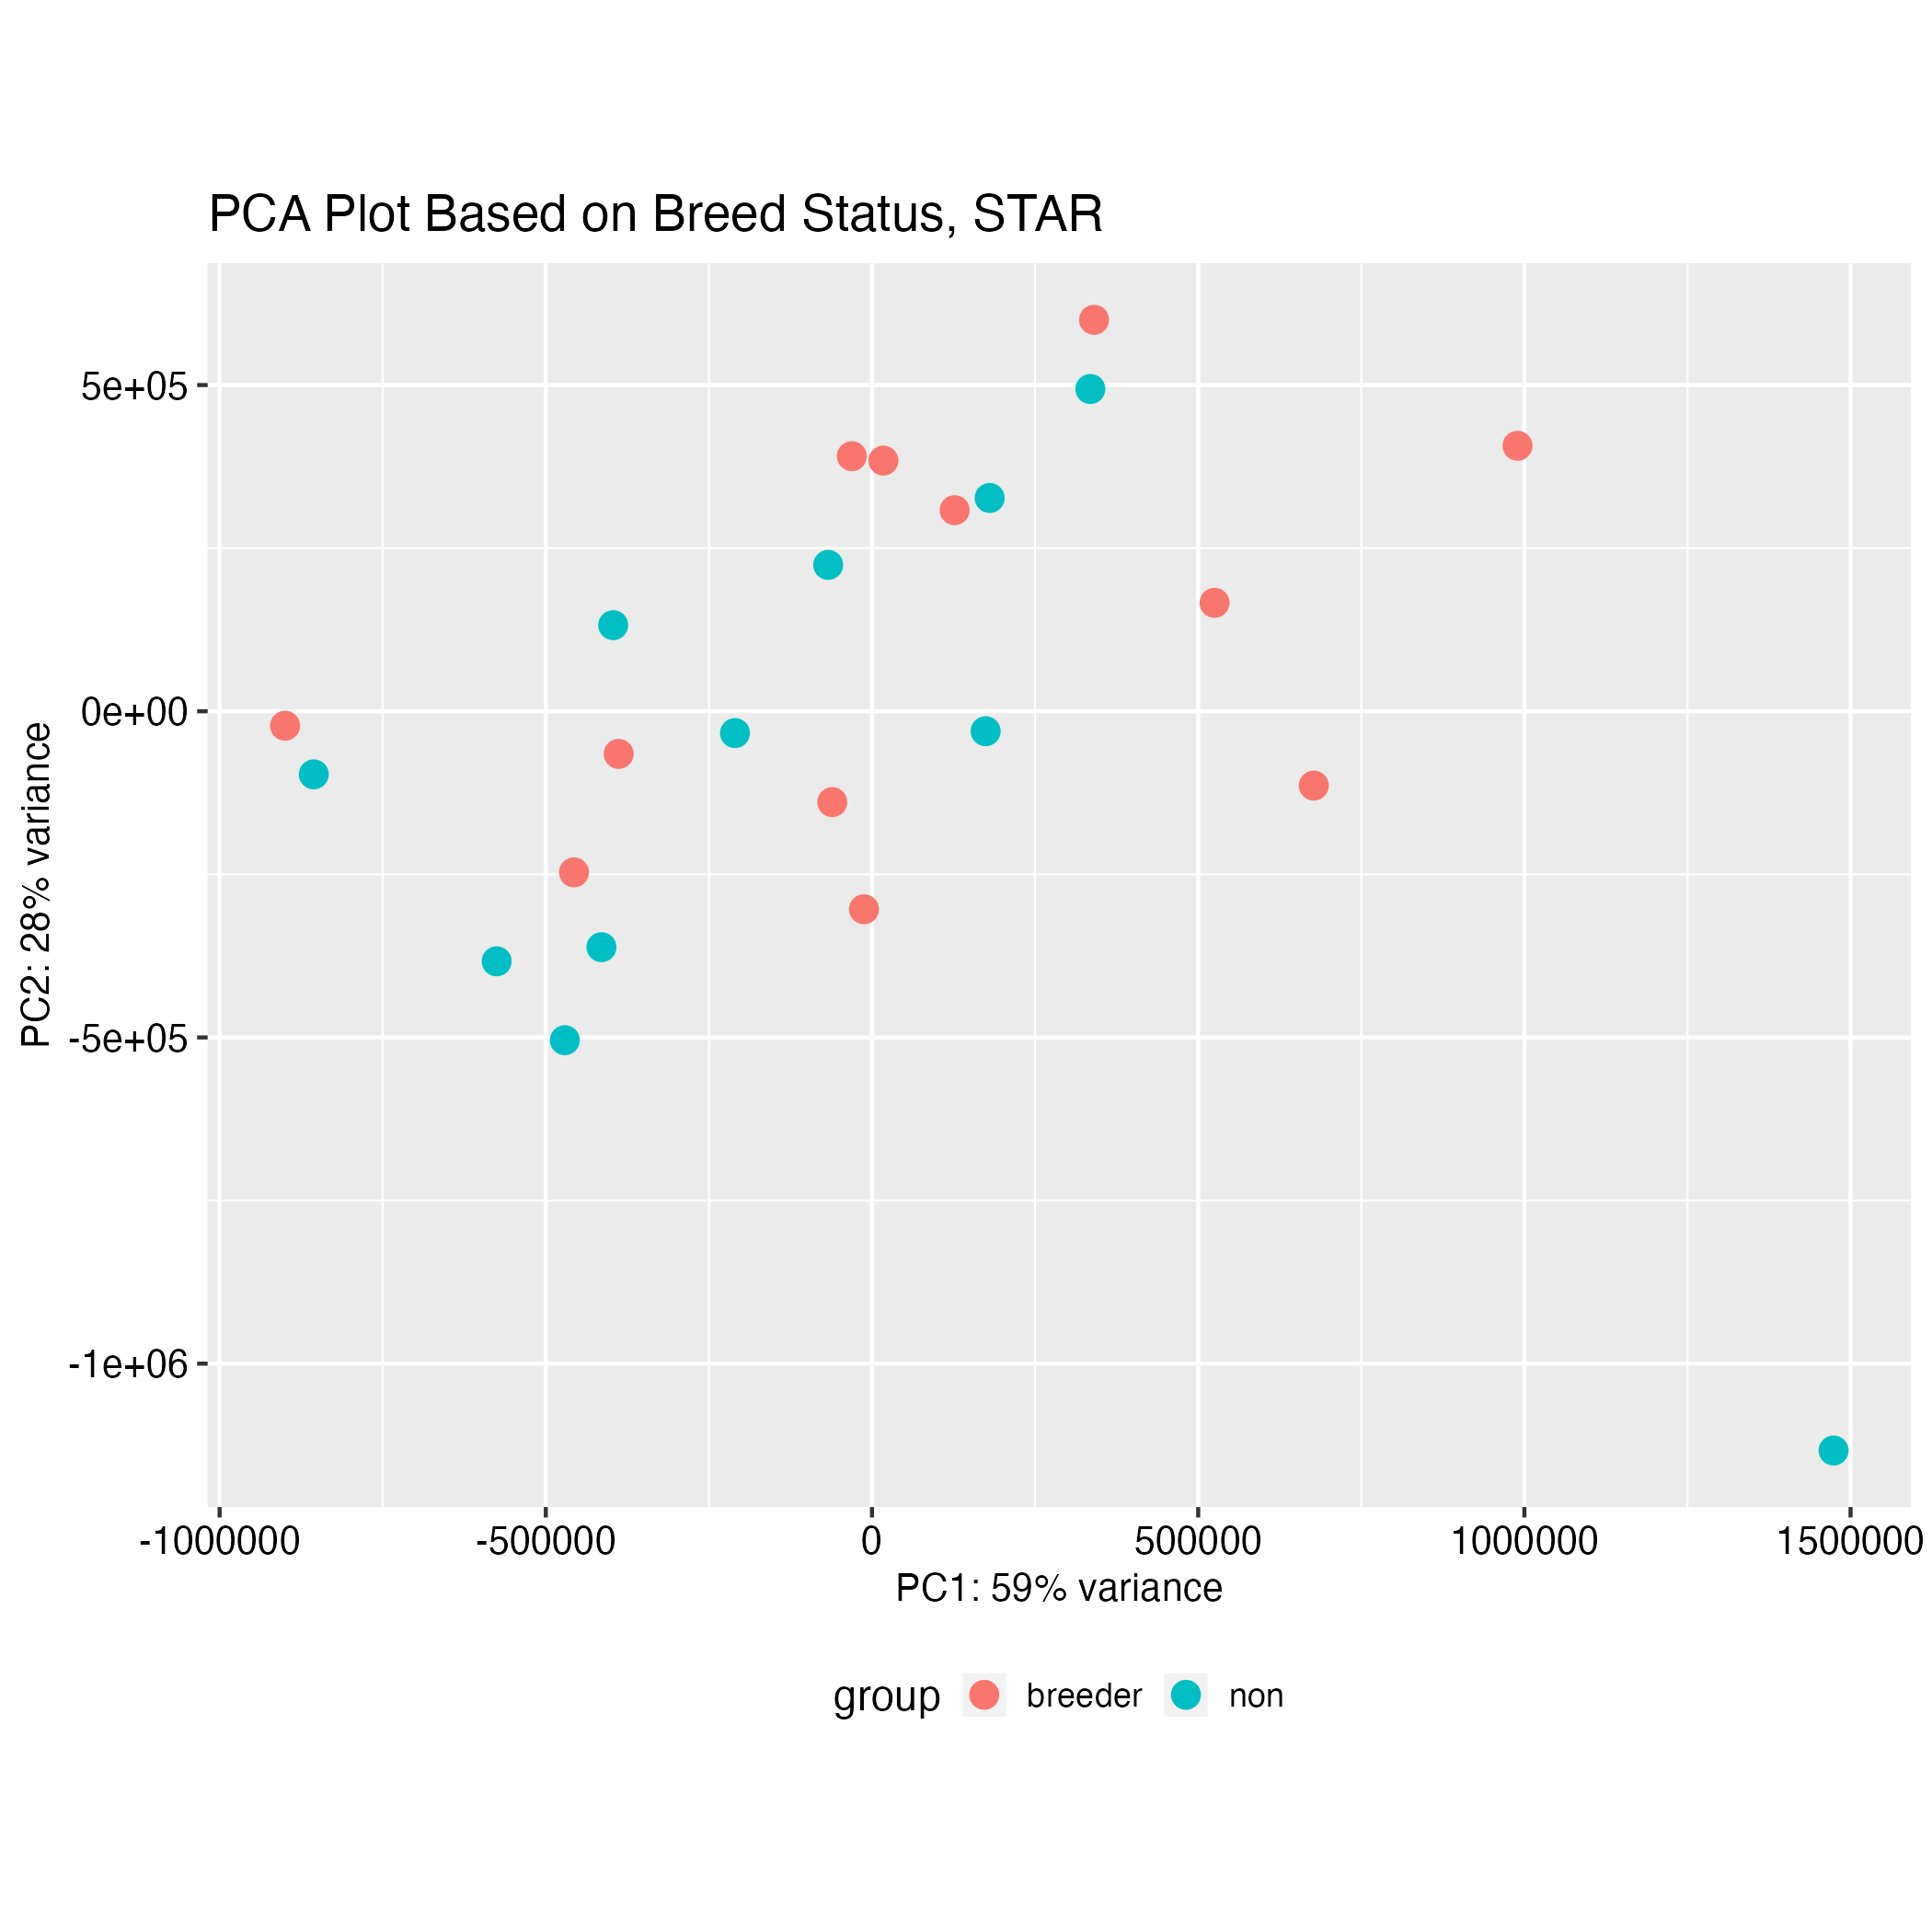 PCA Plot Based on Breed Status, STAR
5e+05
0e+00
-5e+05
-1e+06
PC2: 28% variance
-1000000 -500000 0 500000 1000000 1500000
PC1: 59% variance
group breeder non